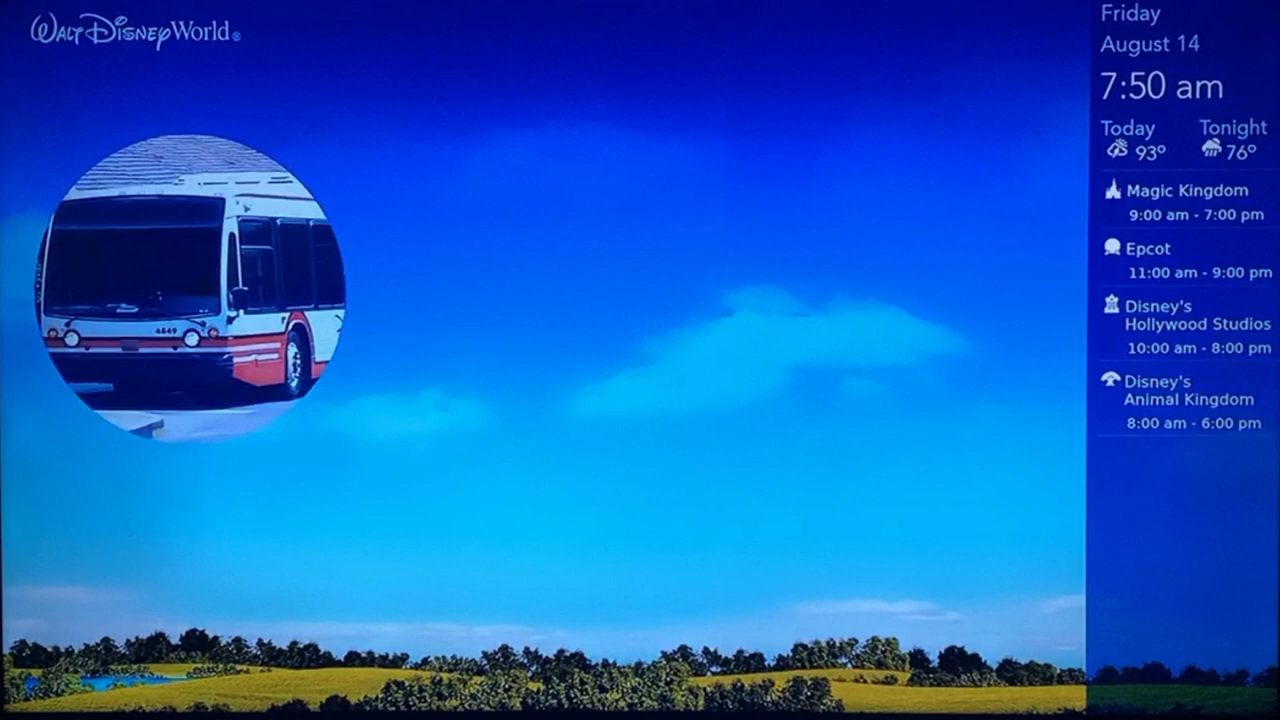 Walt Disney World®
4849
Friday
August 14
7:50 am
Today Tonight
93° 76°
Magic Kingdom
9:00 am - 7:00 pm
Epcot
11:00 am - 9:00 pm
Disney's
Hollywood Studios
10:00 am - 8:00 pm
Disney's
Animal Kingdom
8:00 am - 6:00 pm